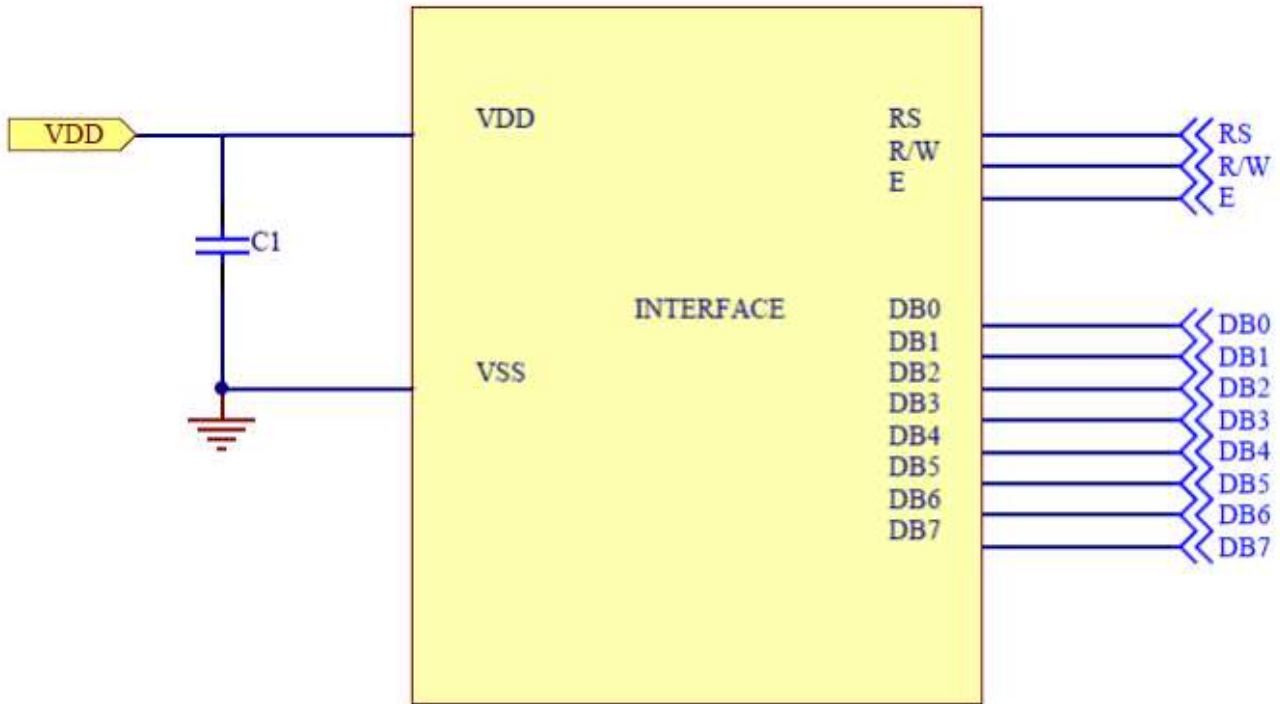 VDD
C1
VDD
VSS
INTERFACE
RS
R/W
E
DB0
DB1
DB2
DB3
DB4
DB5
DB6
DB7
RS
R/W
E
DB0
DB1
DB2
DB3
DB4
DB5
DB6
DB7